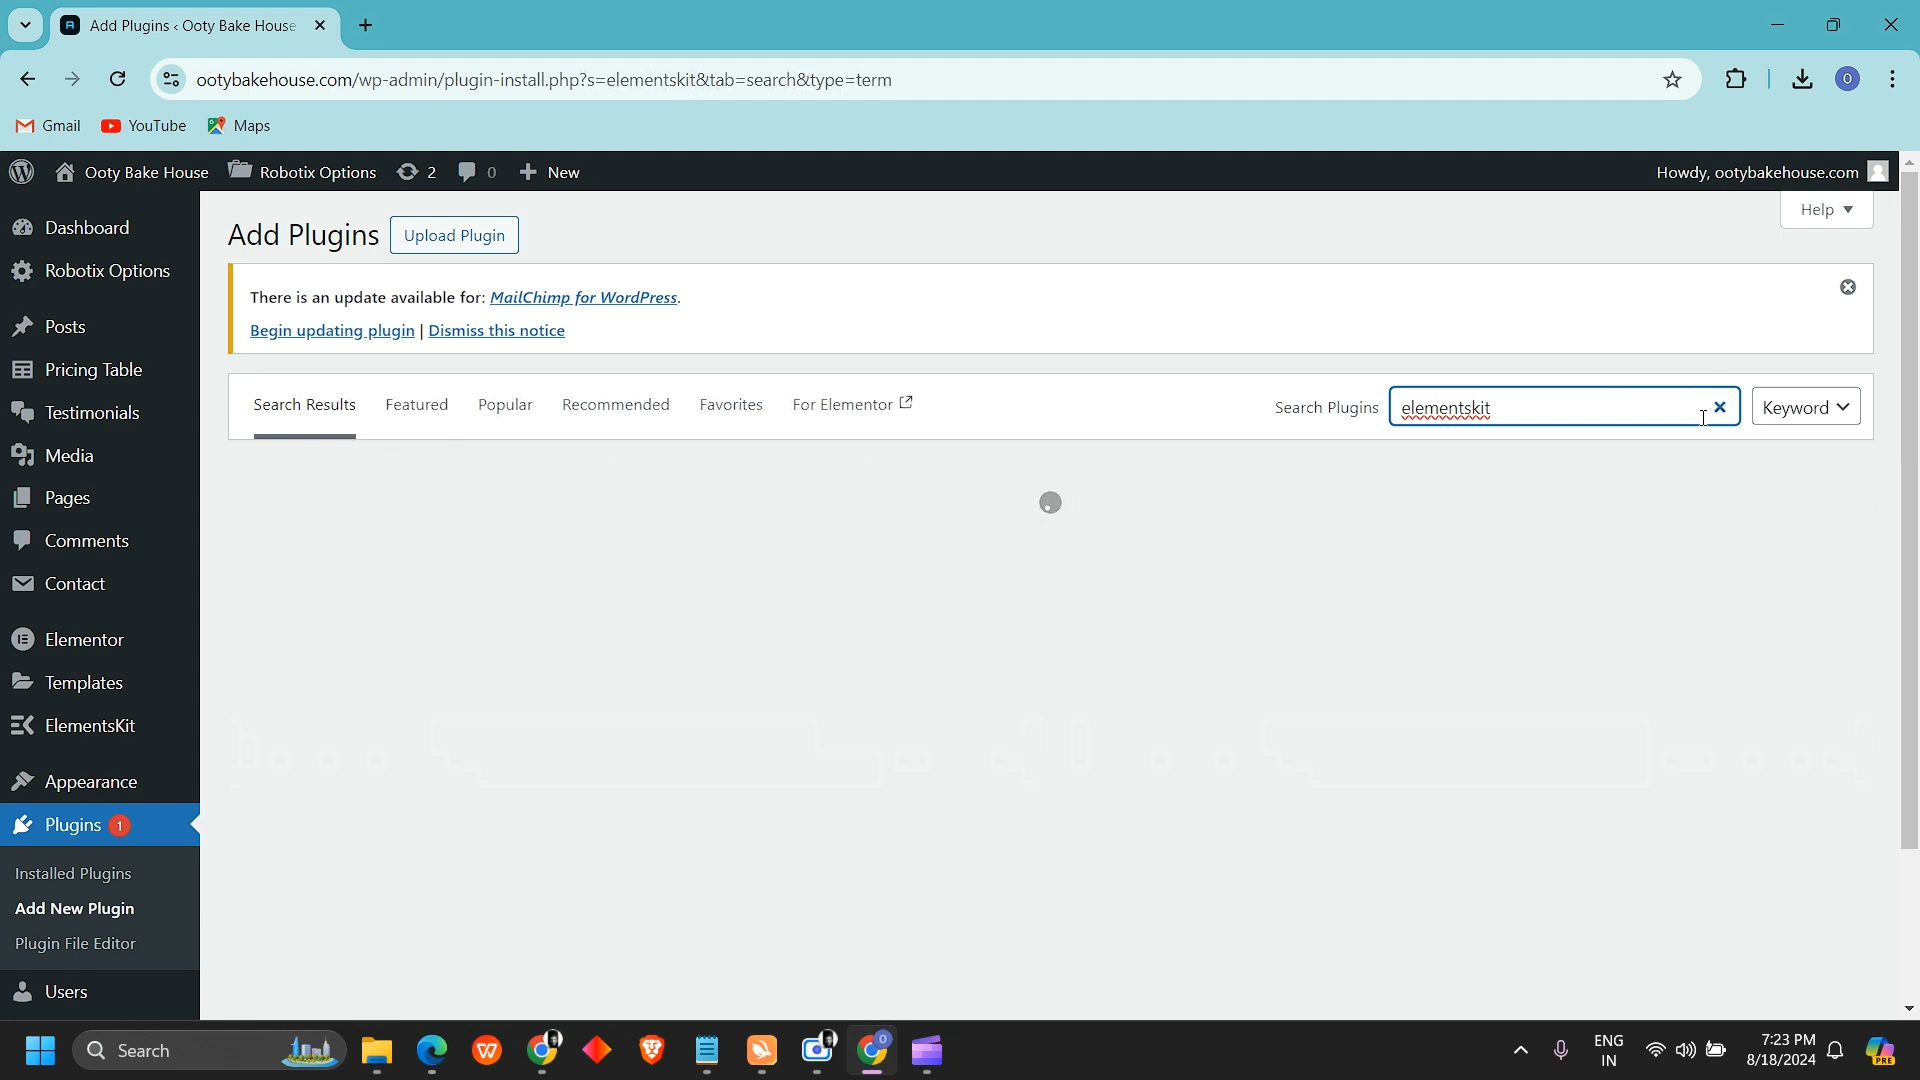 Add Plugins ‹ Ooty Bake House
ootybakehouse.com/wp-admin/plugin-install.php?s=elementskit&tab=search&type=term
O
Gmail YouTube Maps
Ooty Bake House Robotix Options 2 0 New Howdy, ootybakehouse.com
Help
Dashboard
Robotix Options
Posts
Pricing Table
Testimonials
Media
Pages
Comments
Contact
Elementor
Templates
ElementsKit
Appearance
Plugins 1
Installed Plugins
Add New Plugin
Plugin File Editor
Users
Add Plugins Upload Plugin
There is an update available for: MailChimp for WordPress.
Begin updating plugin | Dismiss this notice
Search Results Featured Popular Recommended Favorites For Elementor Search Plugins elementskit Keyword
Search
ENG
IN
7:23 PM
8/18/2024
PRE